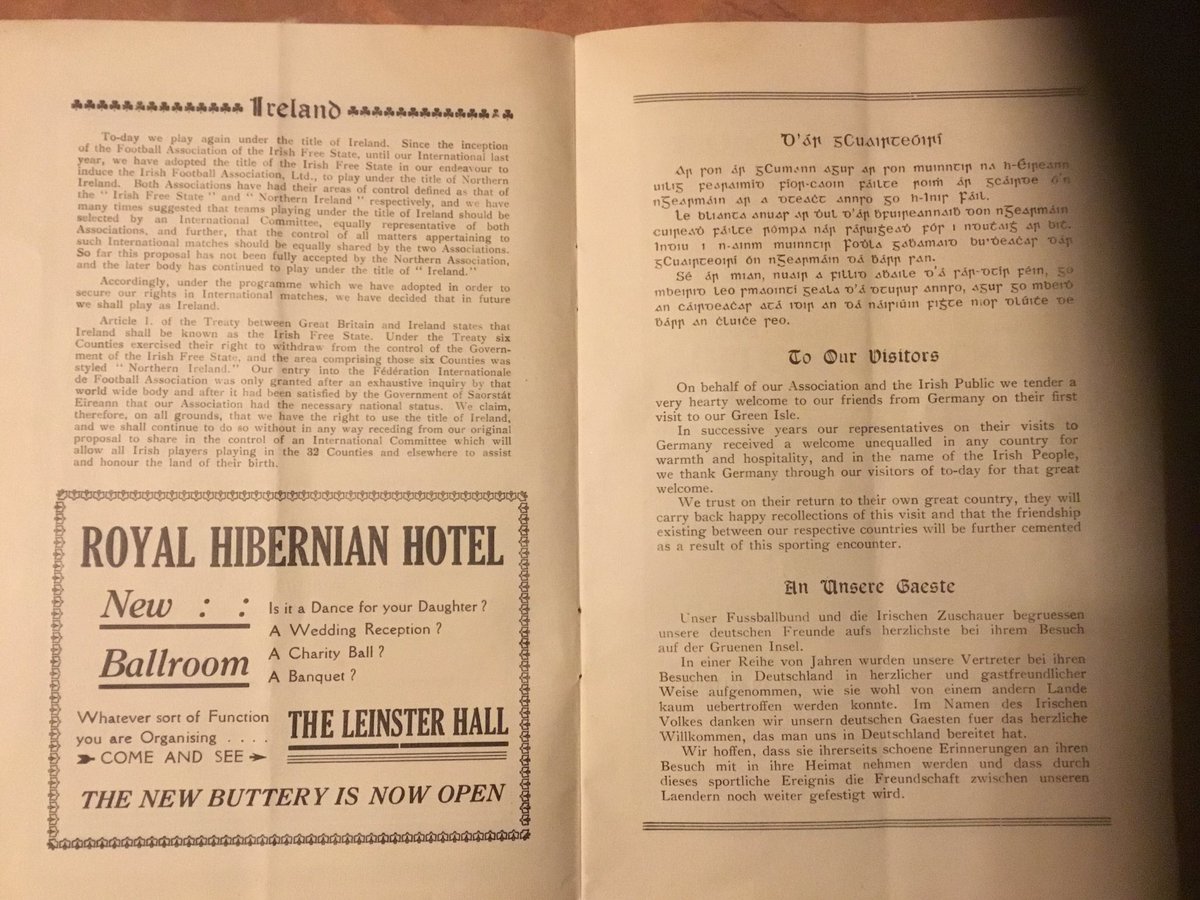 Ireland
To-day we play again under the title of Ireland. Since the inception
of the Football Association of the Irish Free State, until our International last
year, we have adopted the title of the Irish Free State in our endeavour to
induce the Irish Football Association, Ltd., to play under the title of Northern
Ireland. Both Associations have had their areas of control defined as that of
the " Irish Free State " and " Northern Ireland " respectively, and we have
many times suggested that teams playing under the title of Ireland should be
selected by an International Committee, equally representative of both
Associations, and further, that the control of all matters appertaining to
such International matches should be equally shared by the two Associations.
So far this proposal has not been fully accepted by the Northern Association,
and the later body has continued to play under the title of " Ireland."
Accordingly, under the programme which we have adopted in order to
secure our rights in International matches, we have decided that in future
we shall play as Ireland.
Article 1. of the Treaty between Great Britain and Ireland states that
Ireland shall be known as the Irish Free State. Under the Treaty six
Counties exercised their right to withdraw from the control of the Govern-
ment of the Irish Free State, and the area comprising those six Counties was
styled " Northern Ireland." Our entry into the Fédération Internationale
de Football Association was only granted after an exhaustive inquiry by that
world wide body and after it had been satisfied by the Government of Saorstát
Eireann that our Association had the necessary national status. We claim,
therefore, on all grounds, that we have the right to use the title of Ireland,
and we shall continue to do so without in any way receding from our original
proposal to share in the control of an International Committee which will
allow all Irish players playing in the 32 Counties and elsewhere to assist
and honour the land of their birth.
ROYAL HIBERNIAN HOTEL
New : :
Ballroom
Is it a Dance for your Daughter ?
A Wedding Reception ?
A Charity Ball ?
A Banquet ?
Whatever sort of Function
you are Organising . . . .
COME AND SEE
THE LEINSTER HALL
THE NEW BUTTERY IS NOW OPEN
D'ár gCuairteóirí
Ar son ár gCumann agus ar son muinntir na h-Éireann
uilig fearaimíd fíor-caoin fáilte roiṁ ár gcáirde ó'n
nGearmáin ar a dteaċt annso go h-Inis Fáil.
Le blianta anuas ar ḋul d'ár ḃfuireannaiḃ don nGearmáin
cuireaḋ fáilte rómpa nár sáruiġeaḋ fós i ndutaiġ ar biṫ.
Indiu i n-ainm muinntir Fodla gaḃamaid buiḋeaċas dár
gCuairteoirí ón nGearmáin dá ḃárr san.
Sé ár mian, nuair a fillid aḃaile d'á sár-dtír féin, go
mbeirid leo smaointí geala d'á dturus annso, agus go mbeiḋ
an cáirdeaċas atá idir an dá náisiún fiġte níos dlúiṫe de
ḃárr an ċluiċe seo.
To Our Visitors
On behalf of our Association and the Irish Public we tender a
very hearty welcome to our friends from Germany on their first
visit to our Green Isle.
In successive years our representatives on their visits to
Germany received a welcome unequalled in any country for
warmth and hospitality, and in the name of the Irish People,
we thank Germany through our visitors of to-day for that great
welcome.
We trust on their return to their own great country, they will
carry back happy recollections of this visit and that the friendship
existing between our respective countries will be further cemented
as a result of this sporting encounter.
An Unsere Gaeste
Unser Fussballbund und die Irischen Zuschauer begruessen
unsere deutschen Freunde aufs herzlichste bei ihrem Besuch
auf der Gruenen Insel.
In einer Reihe von Jahren wurden unsere Vertreter bei ihren
Besuchen in Deutschland in herzlicher und gastfreundlicher
Weise aufgenommen, wie sie wohl von einem andern Lande
kaum uebertroffen werden konnte. Im Namen des Irischen
Volkes danken wir unsern deutschen Gaesten fuer das herzliche
Willkommen, das man uns in Deutschland bereitet hat.
Wir hoffen, dass sie ihrerseits schoene Erinnerungen an ihren
Besuch mit in ihre Heimat nehmen werden und dass durch
dieses sportliche Ereignis die Freundschaft zwischen unseren
Laendern noch weiter gefestigt wird.